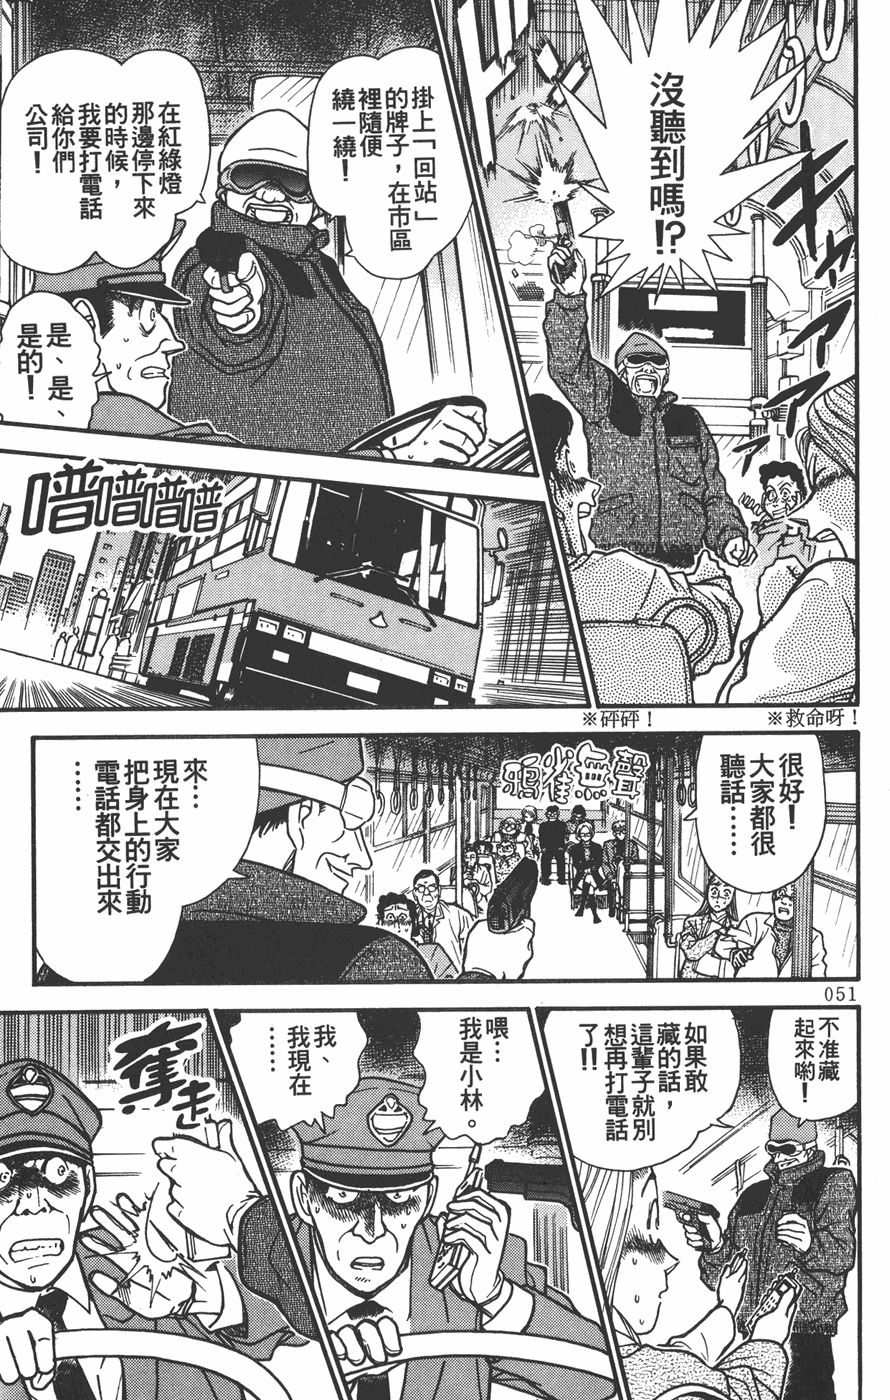 沒聽到嗎!?
※砰砰！
※救命呀！
掛上「回站」
的牌子，在市區
裡隨便
繞一繞！
在紅綠燈
那邊停下來
的時候，
我要打電話
給你們
公司！
是、是、
是的！
噜噜噜噜
很好！
大家都很
聽話……
鴉雀無聲
來…
現在大家
把身上的行動
電話都交出來
……
051
不准藏
起來喲！
如果敢
藏的話，
這輩子就別
想再打電話
了!!
喂…
我是小林。
我、
我現在
……
奪走